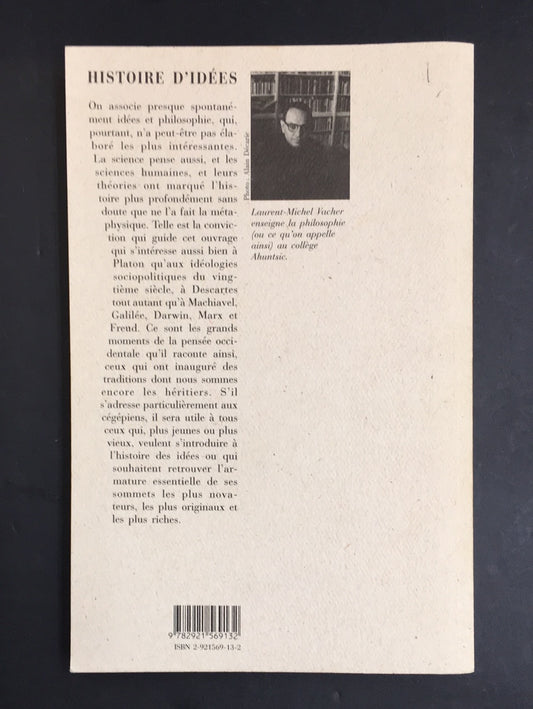 HISTOIRE D'IDÉES
On associe presque spontané-
ment idées et philosophie, qui,
pourtant, n'a peut-être pas éla-
boré les plus intéressantes.
La science pense aussi, et les
sciences humaines, et leurs
théories ont marqué l'his-
toire plus profondément sans
doute que ne l'a fait la méta-
physique. Telle est la convic-
tion qui guide cet ouvrage
qui s'intéresse aussi bien à
Platon qu'aux idéologies
sociopolitiques du ving-
tième siècle, à Descartes
tout autant qu'à Machiavel,
Galilée, Darwin, Marx et
Freud. Ce sont les grands
moments de la pensée occi-
dentale qu'il raconte ainsi,
ceux qui ont inauguré des
traditions dont nous sommes
encore les héritiers. S'il
s'adresse particulièrement aux
cégépiens, il sera utile à tous
ceux qui, plus jeunes ou plus
vieux, veulent s'introduire à
l'histoire des idées ou qui
souhaitent retrouver l'ar-
mature essentielle de ses
sommets les plus nova-
teurs, les plus originaux et
les plus riches.
Photo: Alain Décarie
Laurent-Michel Vacher
enseigne la philosophie
(ou ce qu'on appelle
ainsi) au collège
Ahuntsic.
9 782921 569132
ISBN 2-921569-13-2